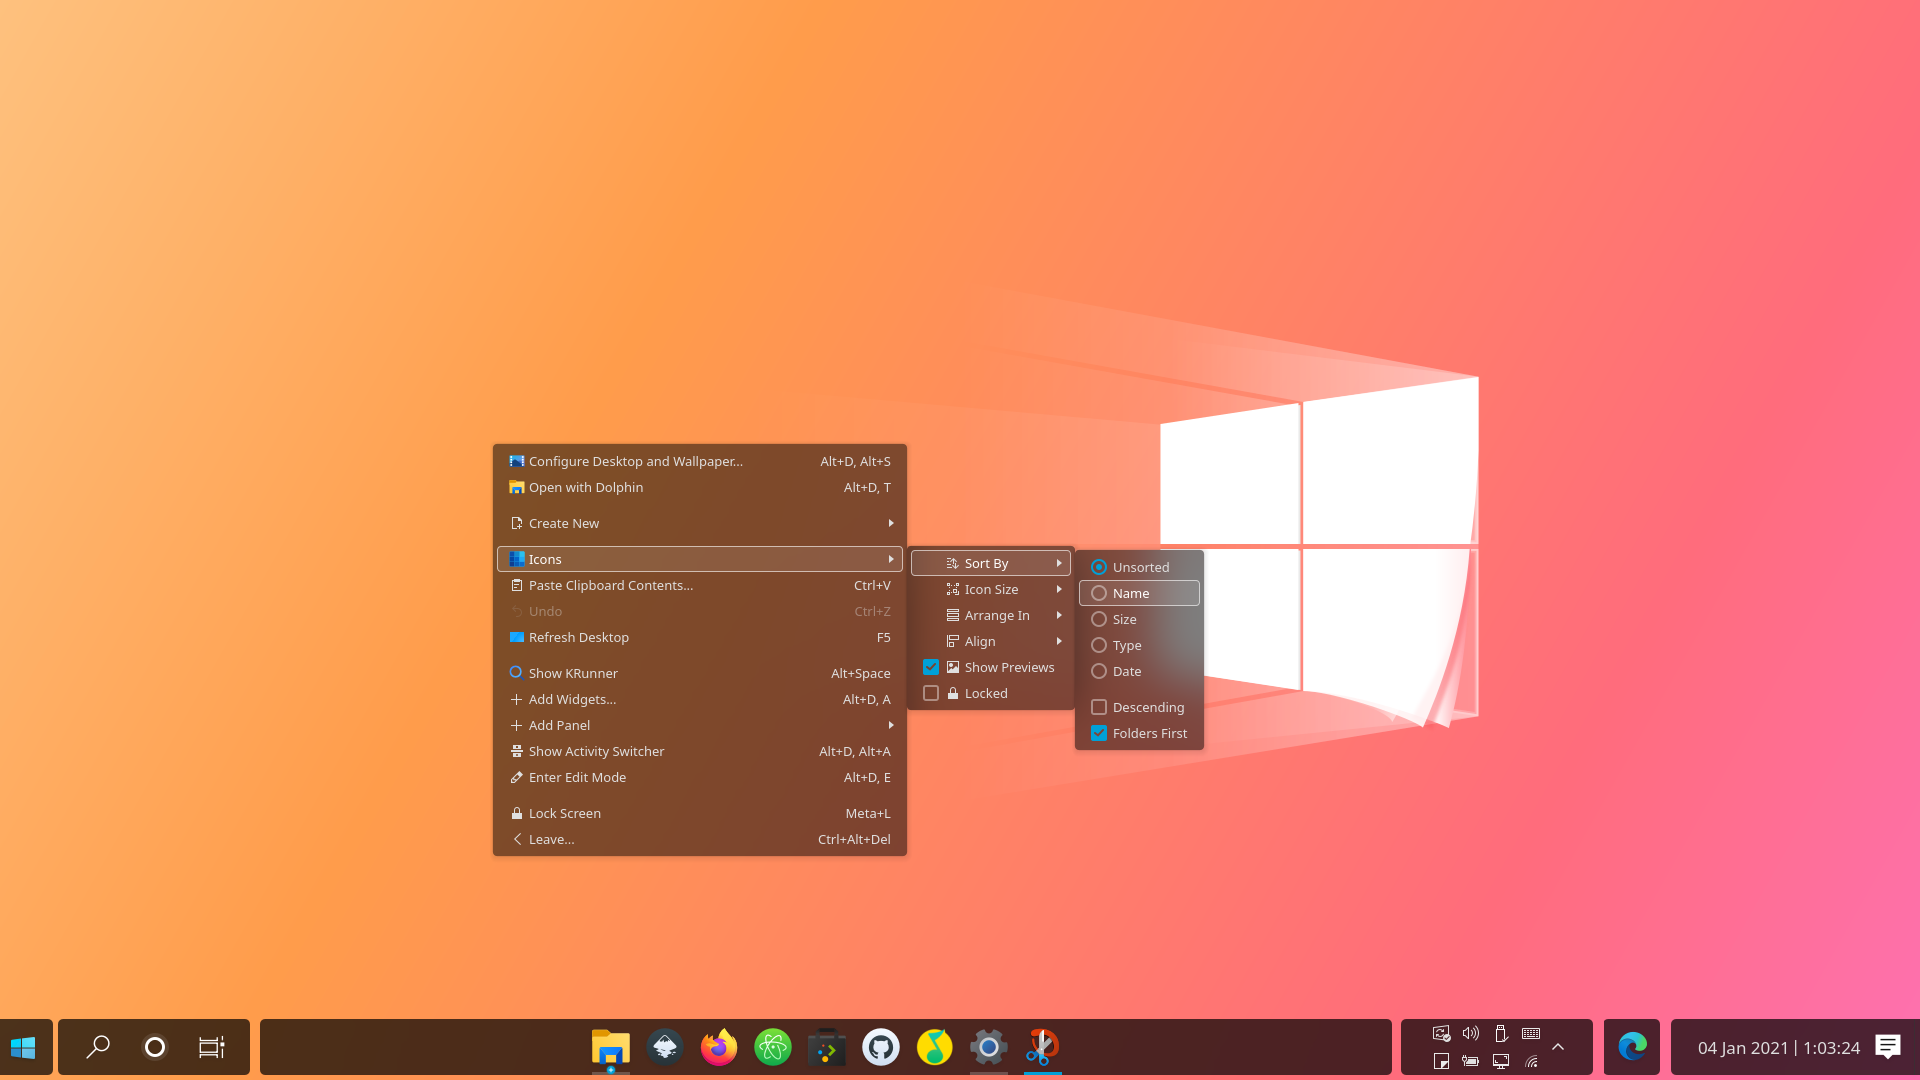 Configure Desktop and Wallpaper... Alt+D, Alt+S
Open with Dolphin Alt+D, T
Create New
Icons
Paste Clipboard Contents... Ctrl+V
Undo Ctrl+Z
Refresh Desktop F5
Show KRunner Alt+Space
Add Widgets... Alt+D, A
Add Panel
Show Activity Switcher Alt+D, Alt+A
Enter Edit Mode Alt+D, E
Lock Screen Meta+L
Leave... Ctrl+Alt+Del
Sort By
Icon Size
Arrange In
Align
Show Previews
Locked
Unsorted
Name
Size
Type
Date
Descending
Folders First
04 Jan 2021 | 1:03:24